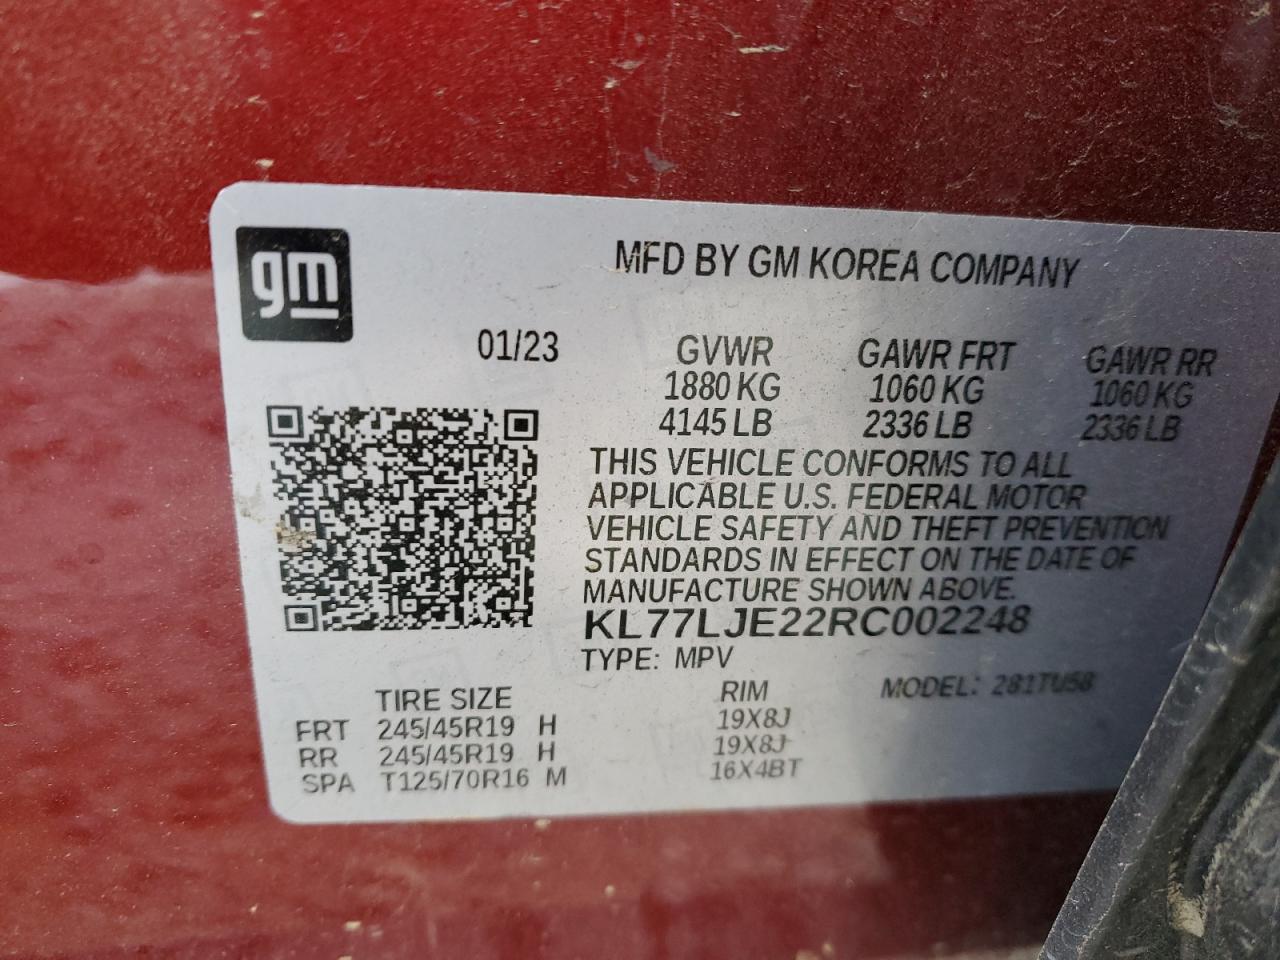 gm
MFD BY GM KOREA COMPANY
01/23
GVWR GAWR FRT GAWR RR
1880 KG 1060 KG 1060 KG
4145 LB 2336 LB 2336 LB
THIS VEHICLE CONFORMS TO ALL
APPLICABLE U.S. FEDERAL MOTOR
VEHICLE SAFETY AND THEFT PREVENTION
STANDARDS IN EFFECT ON THE DATE OF
MANUFACTURE SHOWN ABOVE.
KL77LJE22RC002248
TYPE: MPV
TIRE SIZE RIM MODEL: 281TU58
FRT 245/45R19 H 19X8J
RR 245/45R19 H 19X8J
SPA T125/70R16 M 16X4BT